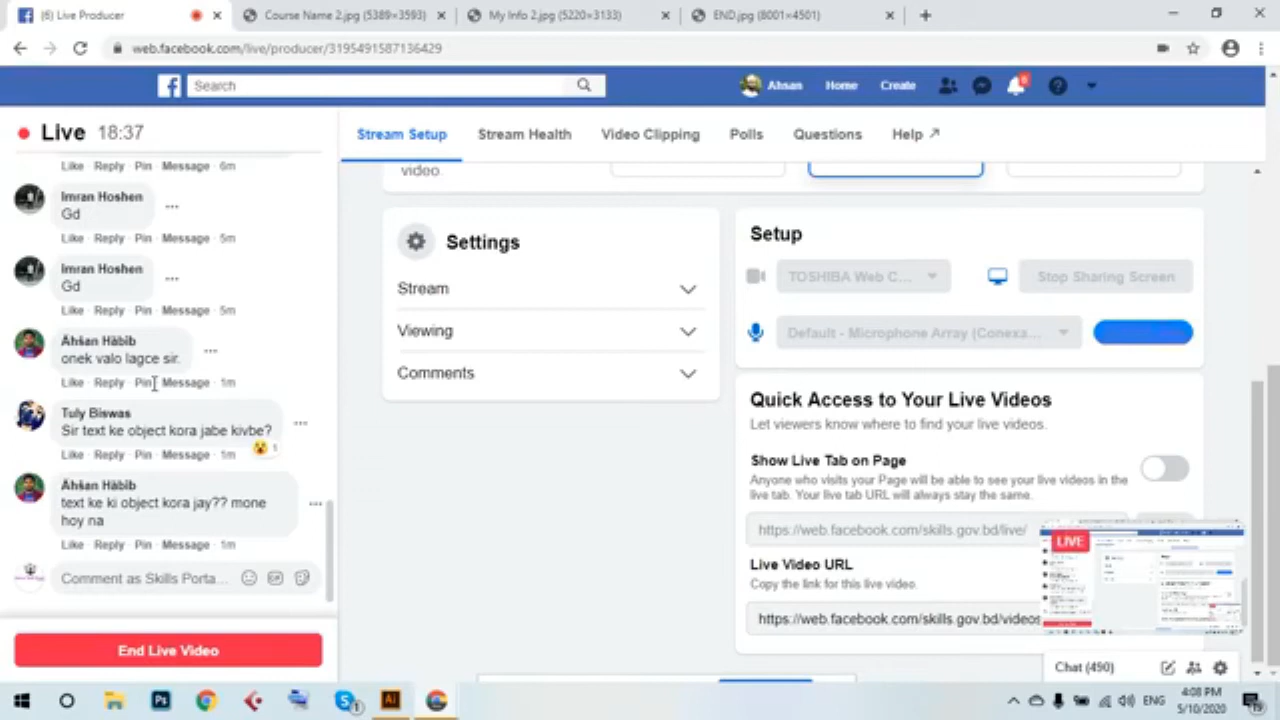 (6) Live Producer
Course Name 2.jpg (5389×3593)
My Info 2.jpg (5220×3133)
END.jpg (8001×4501)
web.facebook.com/live/producer/3195491587136429
Search
Ahsan
Home
Create
Live 18:37
Stream Setup
Stream Health
Video Clipping
Polls
Questions
Help
Like Reply Pin Message 6m
Imran Hoshen
Gd
Like Reply Pin Message 5m
Imran Hoshen
Gd
Like Reply Pin Message 5m
Ähšan Häbib
onek valo lagce sir.
Like Reply Pin Message 1m
Tuly Biswas
Sir text ke object kora jabe kivbe?
1
Like Reply Pin Message 1m
Ähšan Häbib
text ke ki object kora jay?? mone
hoy na
Like Reply Pin Message 1m
Comment as Skills Porta...
End Live Video
video.
Settings
Stream
Viewing
Comments
Setup
TOSHIBA Web C...
Stop Sharing Screen
Default - Microphone Array (Conexa...
Quick Access to Your Live Videos
Let viewers know where to find your live videos.
Show Live Tab on Page
Anyone who visits your Page will be able to see your live videos in the
live tab. Your live tab URL will always stay the same.
https://web.facebook.com/skills.gov.bd/live/
LIVE
Live Video URL
Copy the link for this live video.
https://web.facebook.com/skills.gov.bd/videos
Chat (490)
Ps
Ai
ENG
4:08 PM
5/10/2020